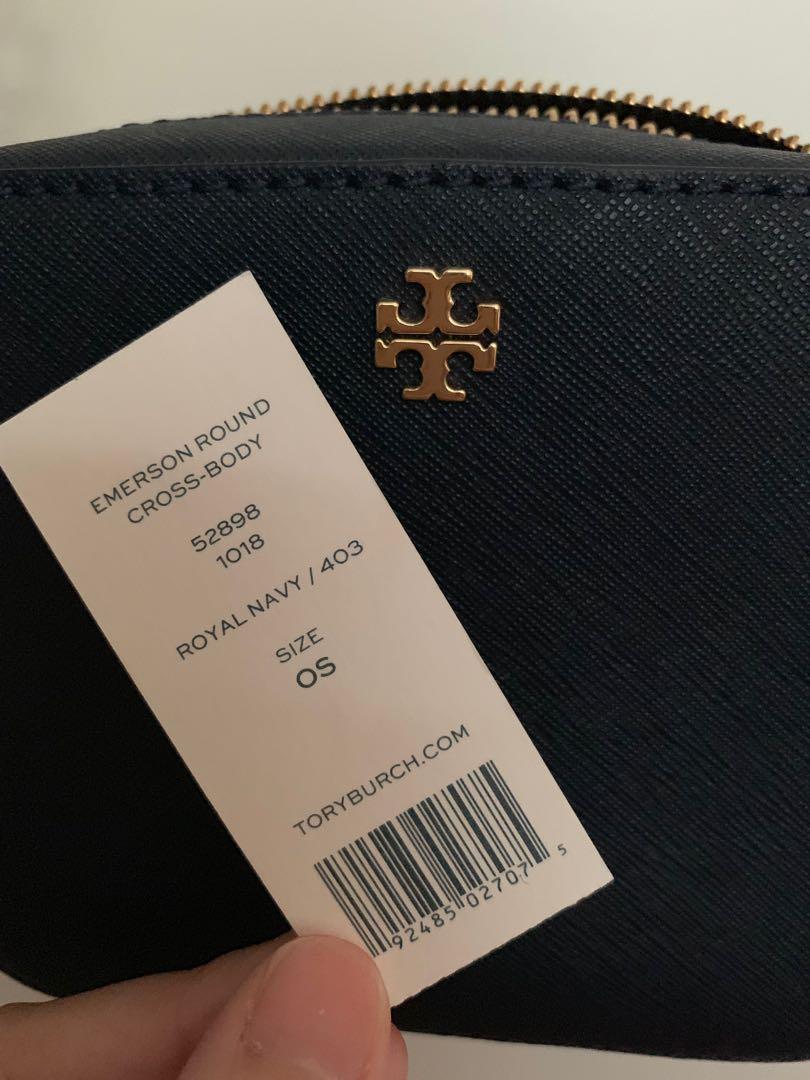 EMERSON ROUND
CROSS-BODY
52898
1018
ROYAL NAVY / 403
SIZE
OS
TORYBURCH.COM
92485 02707 5